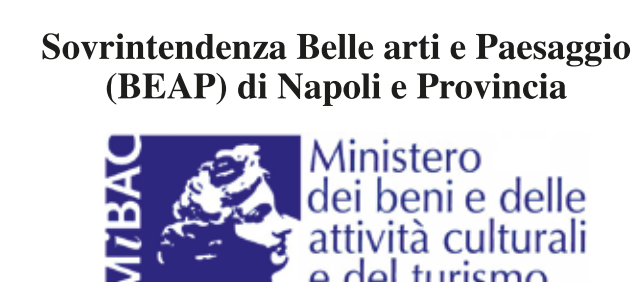 Sovrintendenza Belle arti e Paesaggio
(BEAP) di Napoli e Provincia
MiBAC
Ministero
dei beni e delle
attività culturali
e del turismo